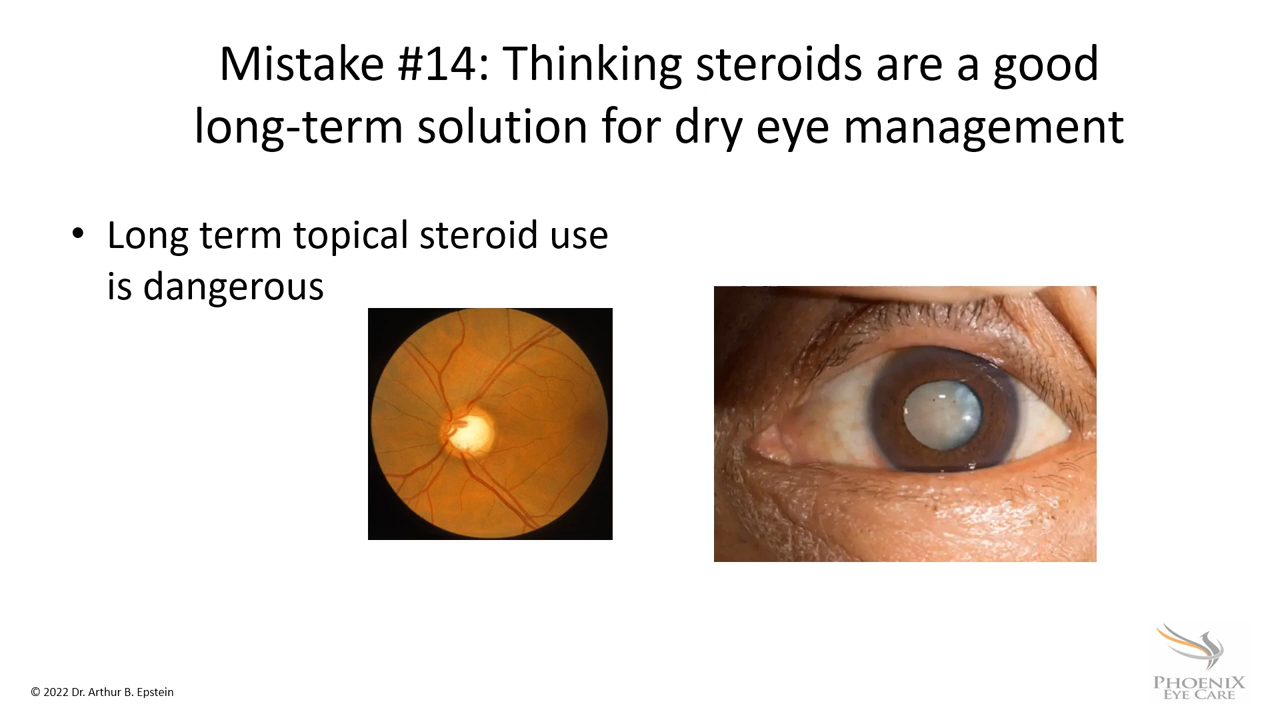 Mistake #14: Thinking steroids are a good
long-term solution for dry eye management
• Long term topical steroid use
is dangerous
© 2022 Dr. Arthur B. Epstein
PHOENIX
EYE CARE